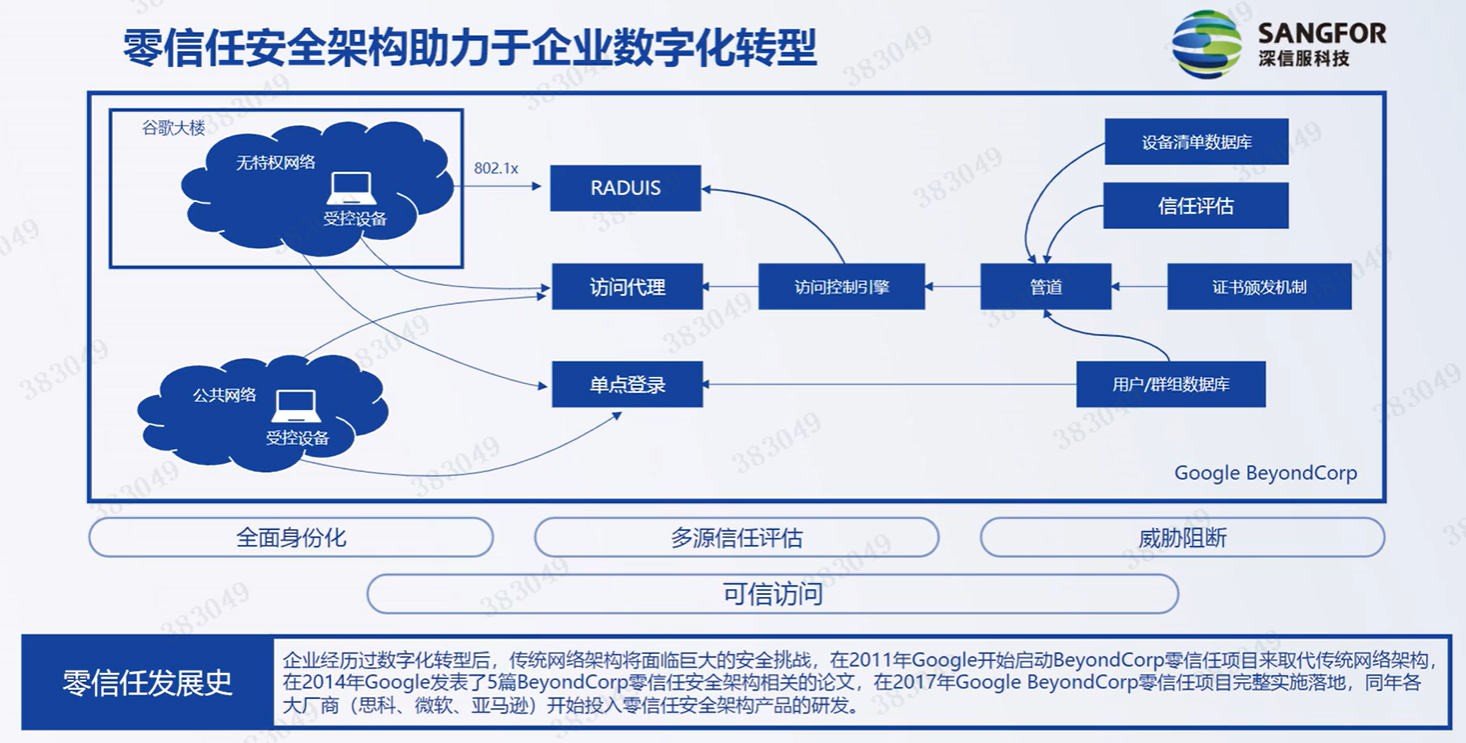 零信任安全架构助力于企业数字化转型
SANGFOR
深信服科技
谷歌大楼
无特权网络
受控设备
802.1x
RADUIS
设备清单数据库
信任评估
访问代理
访问控制引擎
管道
证书颁发机制
公共网络
受控设备
单点登录
用户/群组数据库
Google BeyondCorp
全面身份化
多源信任评估
威胁阻断
可信访问
零信任发展史
企业经历过数字化转型后，传统网络架构将面临巨大的安全挑战，在2011年Google开始启动BeyondCorp零信任项目来取代传统网络架构，
在2014年Google发表了5篇BeyondCorp零信任安全架构相关的论文，在2017年Google BeyondCorp零信任项目完整实施落地，同年各
大厂商（思科、微软、亚马逊）开始投入零信任安全架构产品的研发。
383049